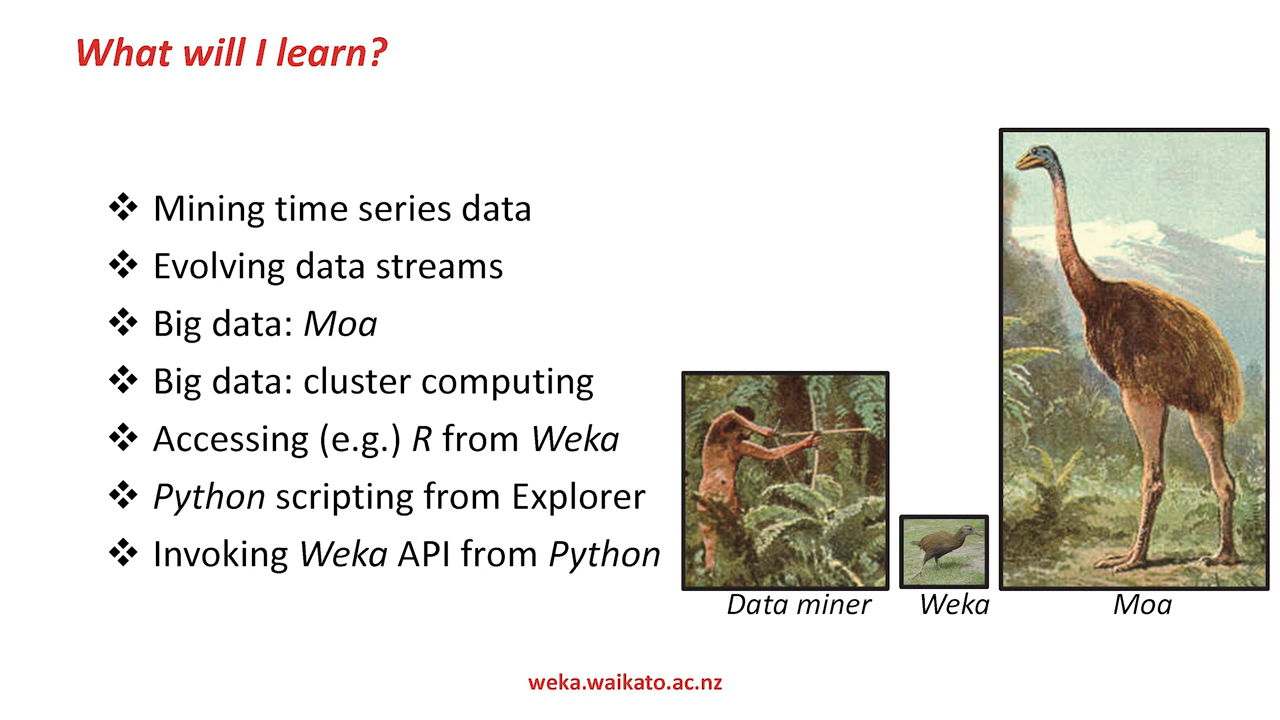 What will I learn?
❖ Mining time series data
❖ Evolving data streams
❖ Big data: Moa
❖ Big data: cluster computing
❖ Accessing (e.g.) R from Weka
❖ Python scripting from Explorer
❖ Invoking Weka API from Python
Data miner
Weka
Moa
weka.waikato.ac.nz